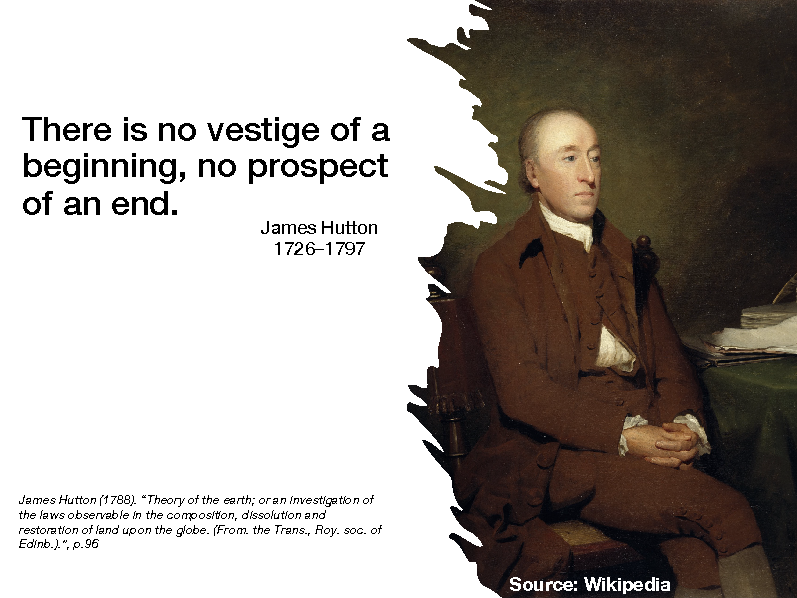 There is no vestige of a
beginning, no prospect
of an end.
James Hutton
1726–1797
James Hutton (1788). "Theory of the earth; or an investigation of
the laws observable in the composition, dissolution and
restoration of land upon the globe. (From. the Trans., Roy. soc. of
Edinb.).", p.96
Source: Wikipedia